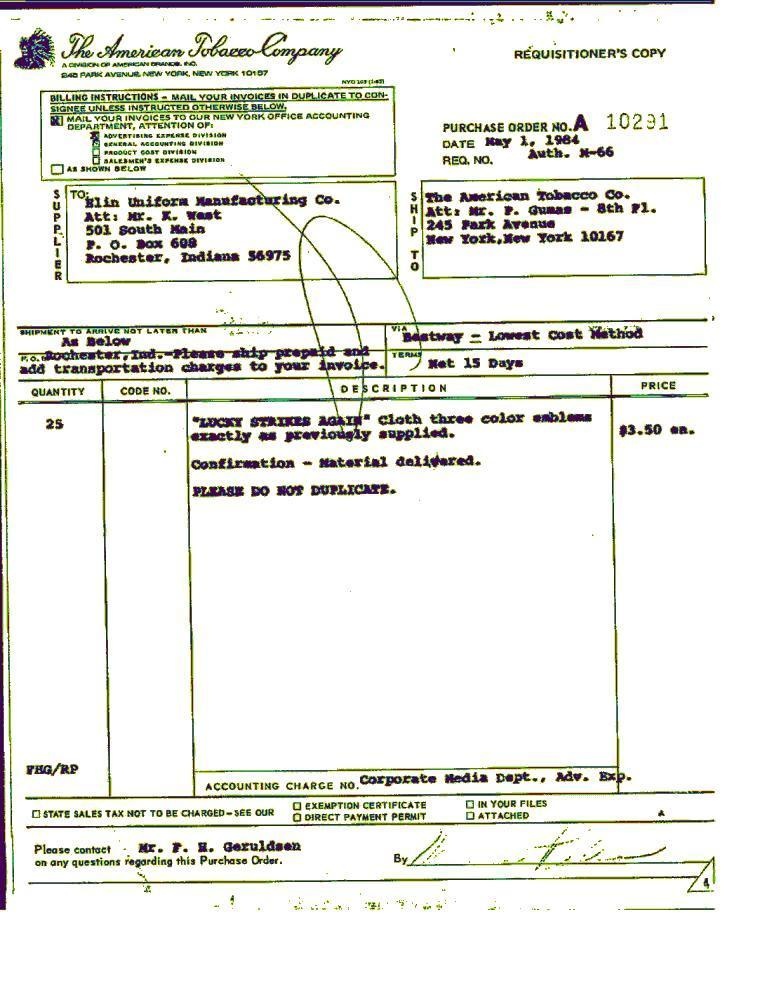 The American Tobacco Company
A DIVISION OF AMERICAN BRANDS, INC.
245 PARK AVENUE, NEW YORK, NEW YORK 10167
REQUISITIONER'S COPY
BILLING INSTRUCTIONS – MAIL YOUR INVOICES IN DUPLICATE TO CON-
SIGNEE UNLESS INSTRUCTED OTHERWISE BELOW.
MAIL YOUR INVOICES TO OUR NEW YORK OFFICE ACCOUNTING
DEPARTMENT, ATTENTION OF:
ADVERTISING EXPENSE DIVISION
GENERAL ACCOUNTING DIVISION
PRODUCT COST DIVISION
SALESMEN'S EXPENSE DIVISION
AS SHOWN BELOW
PURCHASE ORDER NO. A 10291
DATE May 1, 1984
REQ. NO. Auth. M-66
SUPPLIER
TO: Elin Uniform Manufacturing Co.
Att: Mr. K. West
501 South Main
P. O. Box 608
Rochester, Indiana 56975
SHIP TO
The American Tobacco Co.
Att: Mr. P. Gumas - 8th Fl.
245 Park Avenue
New York,New York 10167
SHIPMENT TO ARRIVE NOT LATER THAN
As Below
VIA Bestway - Lowest Cost Method
F.O.B. Rochester,Ind.-Please ship prepaid and
add transportation charges to your invoice.
TERMS Net 15 Days
QUANTITY CODE NO. DESCRIPTION PRICE
25 "LUCKY STRIKES AGAIN" Cloth three color emblems
exactly as previously supplied. $3.50 ea.
Confirmation - Material delivered.
PLEASE DO NOT DUPLICATE.
FHG/RP
ACCOUNTING CHARGE NO. Corporate Media Dept., Adv. Exp.
STATE SALES TAX NOT TO BE CHARGED – SEE OUR
EXEMPTION CERTIFICATE
DIRECT PAYMENT PERMIT
IN YOUR FILES
ATTACHED
Please contact - Mr. F. H. Geruldsen
on any questions regarding this Purchase Order.
By
4